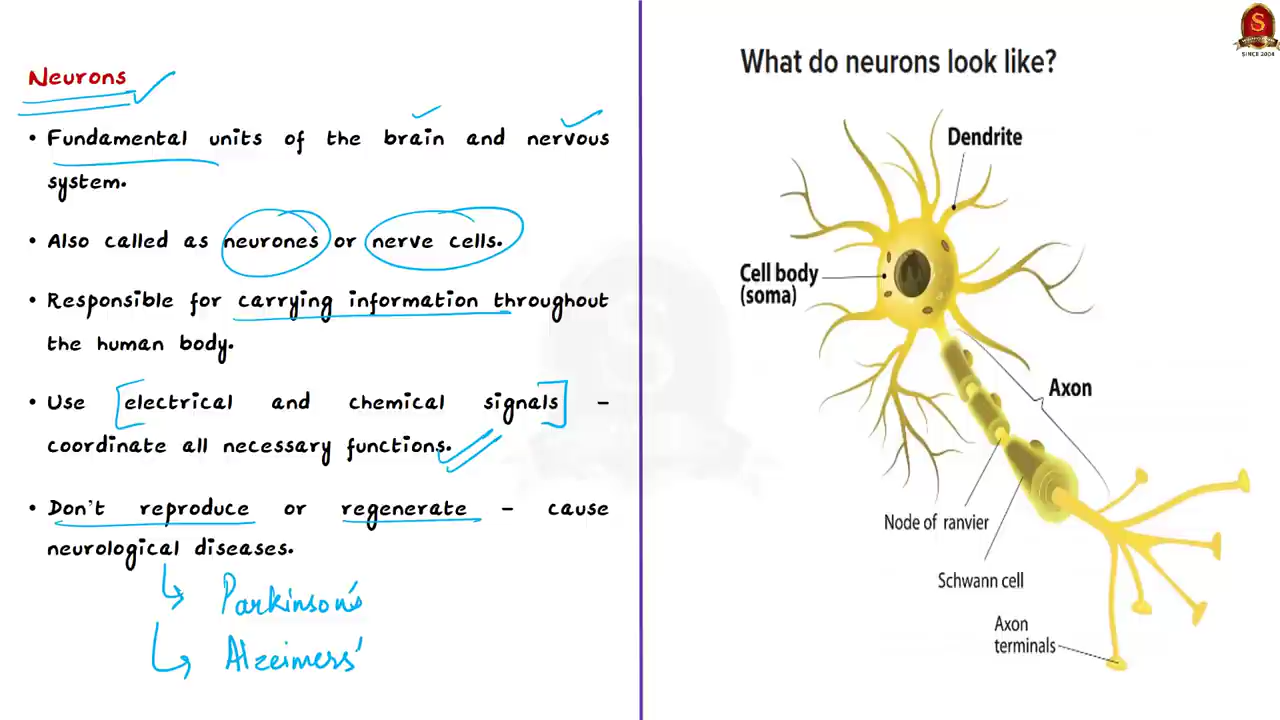 Neurons
• Fundamental units of the brain and nervous
system.
• Also called as neurones or nerve cells.
• Responsible for carrying information throughout
the human body.
• Use electrical and chemical signals –
coordinate all necessary functions.
• Don't reproduce or regenerate – cause
neurological diseases.
Parkinson's
Alzeimers'
What do neurons look like?
Dendrite
Cell body
(soma)
Axon
Node of ranvier
Schwann cell
Axon
terminals
S
SINCE 2004